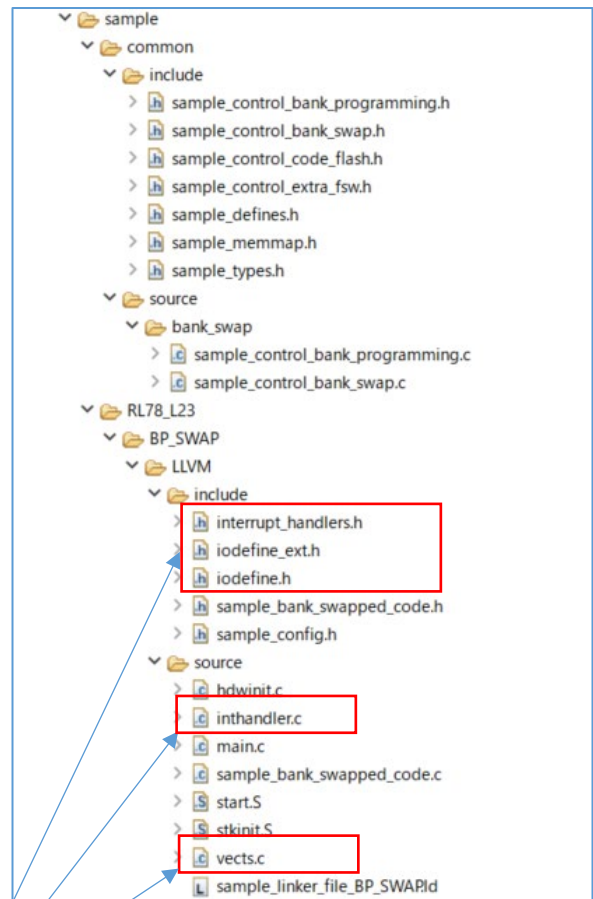 sample
common
include
sample_control_bank_programming.h
sample_control_bank_swap.h
sample_control_code_flash.h
sample_control_extra_fsw.h
sample_defines.h
sample_memmap.h
sample_types.h
source
bank_swap
sample_control_bank_programming.c
sample_control_bank_swap.c
RL78_L23
BP_SWAP
LLVM
include
interrupt_handlers.h
iodefine_ext.h
iodefine.h
sample_bank_swapped_code.h
sample_config.h
source
hdwinit.c
inthandler.c
main.c
sample_bank_swapped_code.c
start.S
stkinit.S
vects.c
sample_linker_file_BP_SWAP.ld